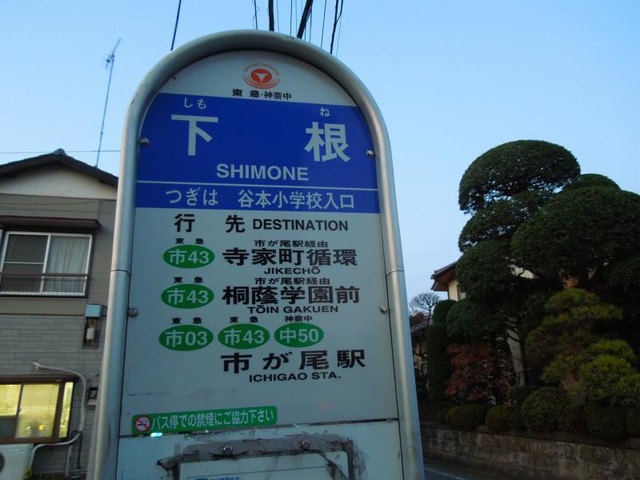 東急・神奈中
しも ね
下根
SHIMONE
つぎは 谷本小学校入口
行先 DESTINATION
東急 市が尾駅経由
市43 寺家町循環
JIKECHŌ
東急 市が尾駅経由
市43 桐蔭学園前
TŌIN GAKUEN
東急 東急 神奈中
市03 市43 中50
市が尾駅
ICHIGAO STA.
バス停での禁煙にご協力下さい